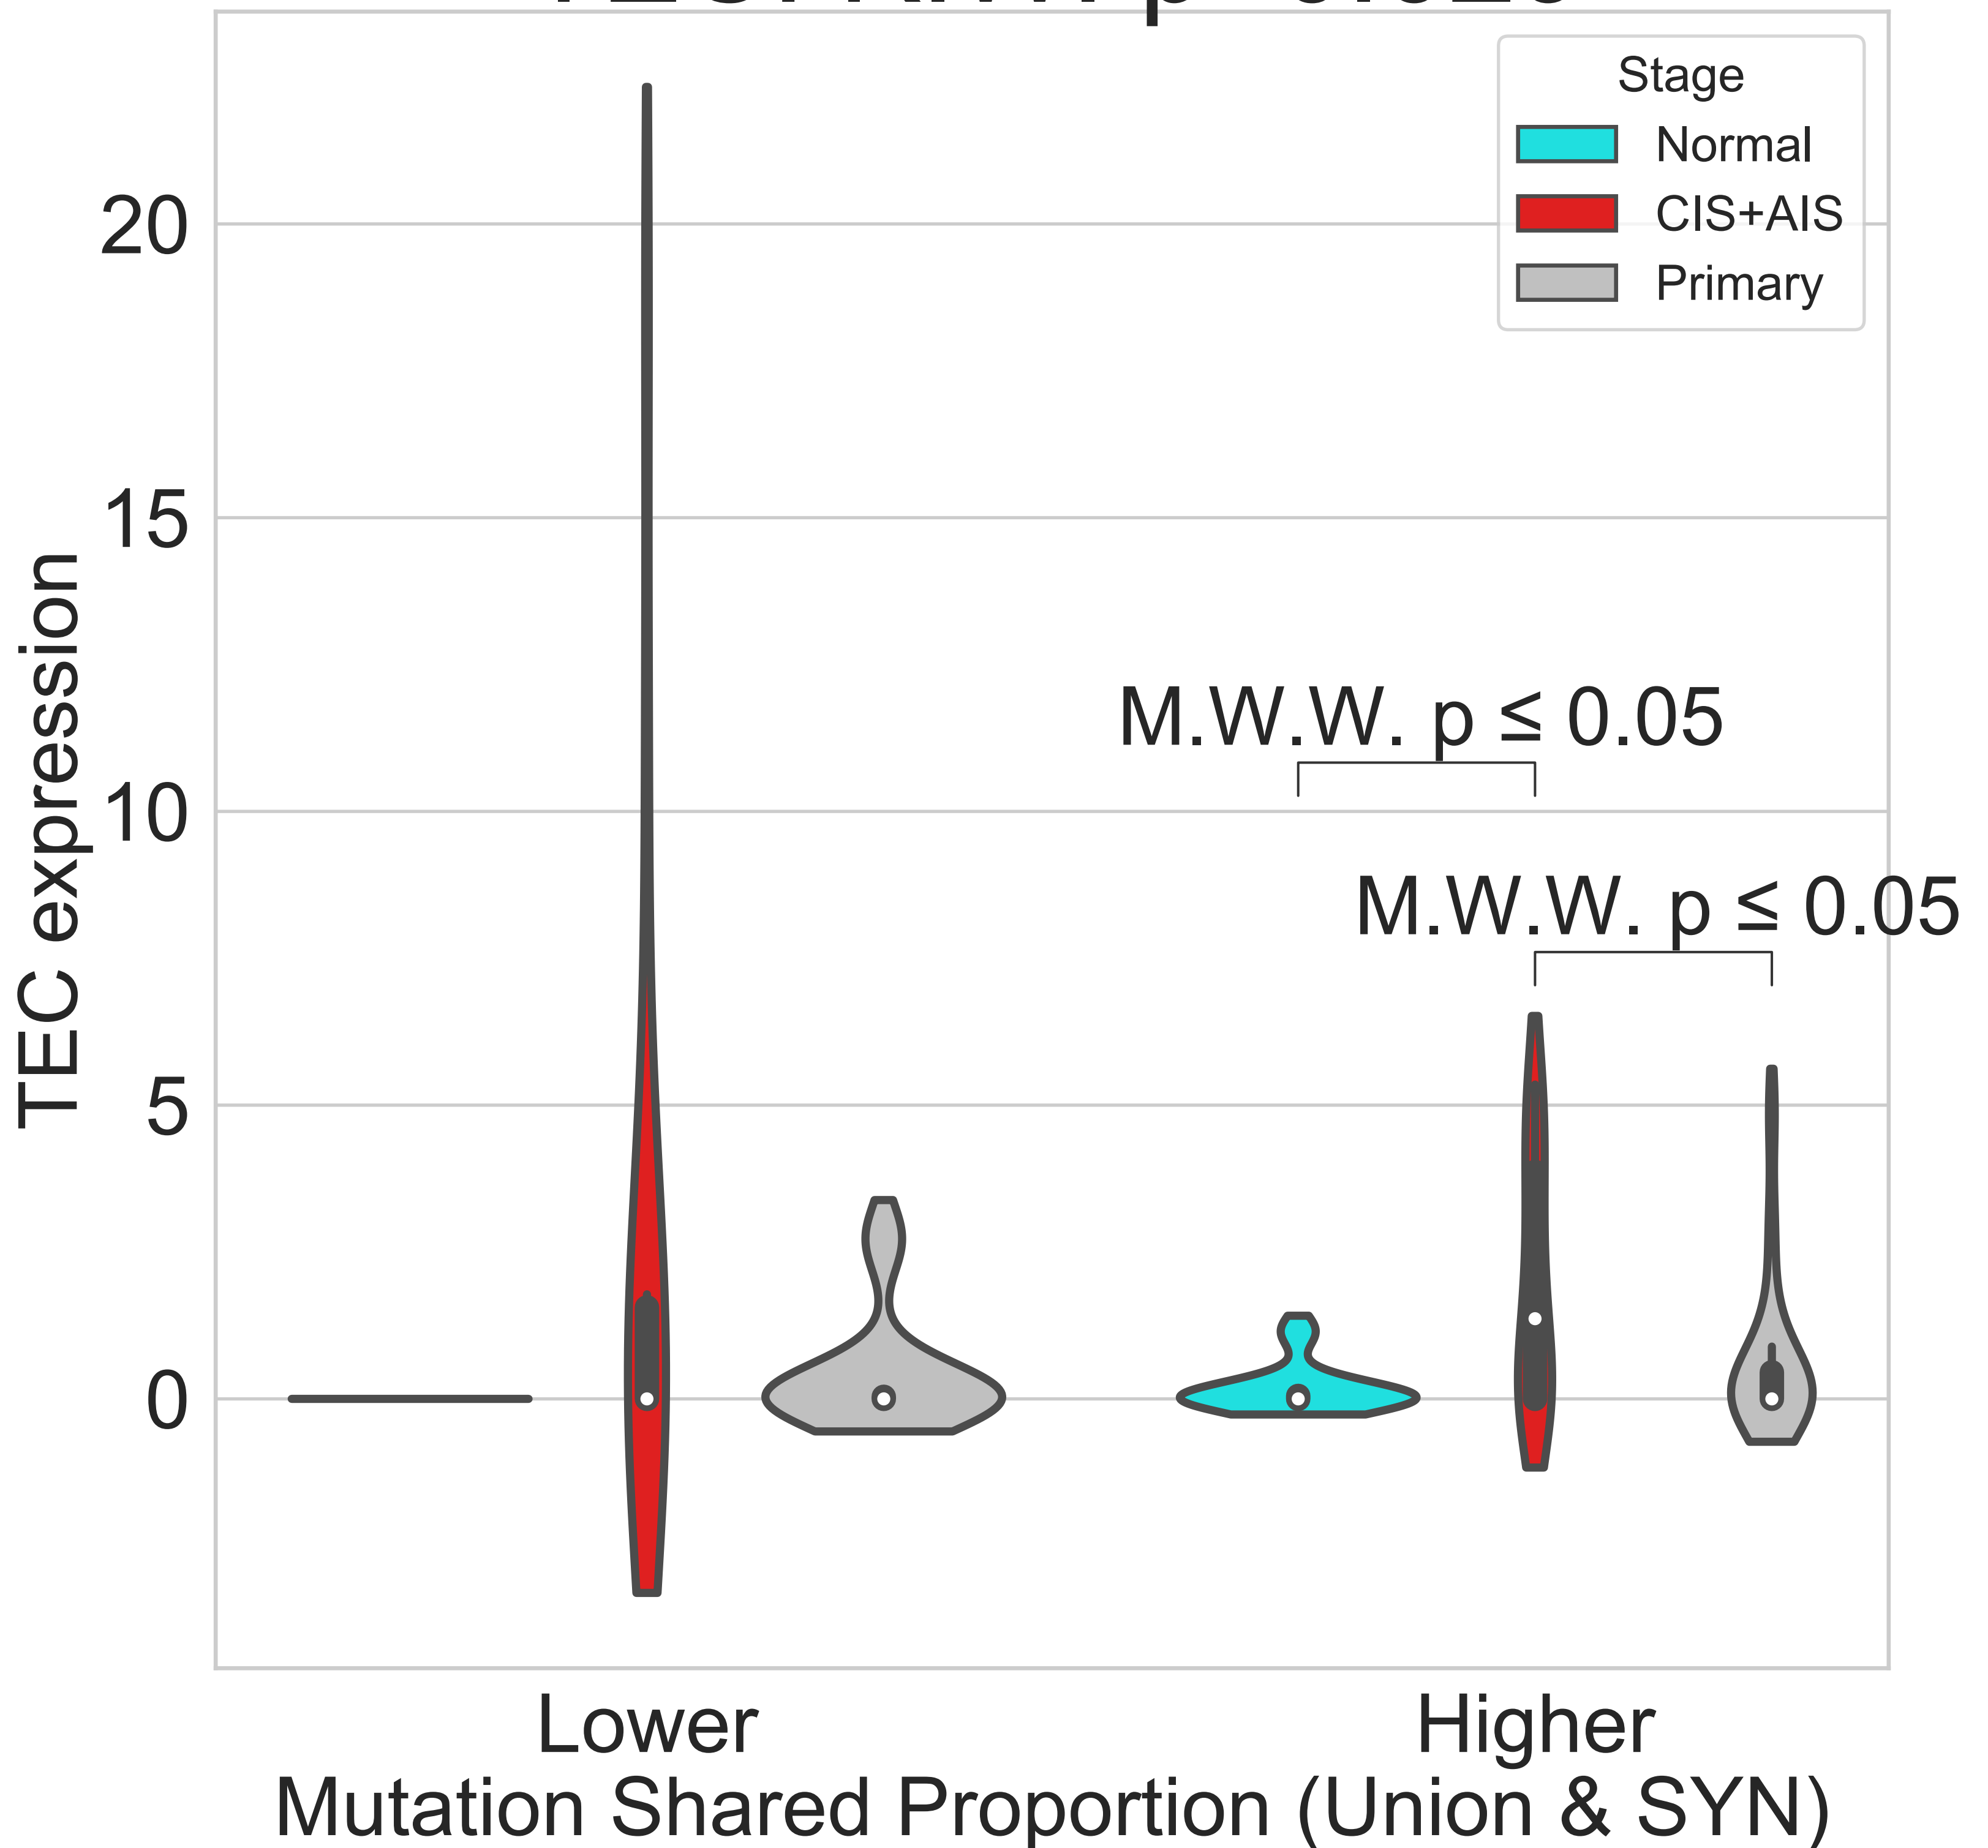 Stage
Normal
CIS+AIS
Primary
20
15
10
5
0
TEC expression
M.W.W. p ≤ 0.05
M.W.W. p ≤ 0.05
Lower
Higher
Mutation Shared Proportion (Union & SYN)